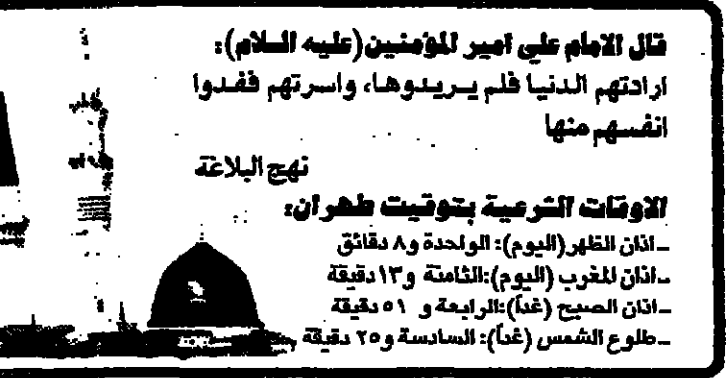 قال الامام علي امير المؤمنين (عليه السلام):
ارادتهم الدنيا فلم يريدوها، واسرتهم ففدوا
انفسهم منها
نهج البلاغة
الاوقات الشرعية بتوقيت طهران:
ـ اذان الظهر (اليوم): الواحدة و٨ دقائق
ـ اذان المغرب (اليوم): الثامنة و١٣ دقيقة
ـ اذان الصبح (غداً): الرابعة و ٥١ دقيقة
ـ طلوع الشمس (غداً): السادسة و٢٥ دقيقة